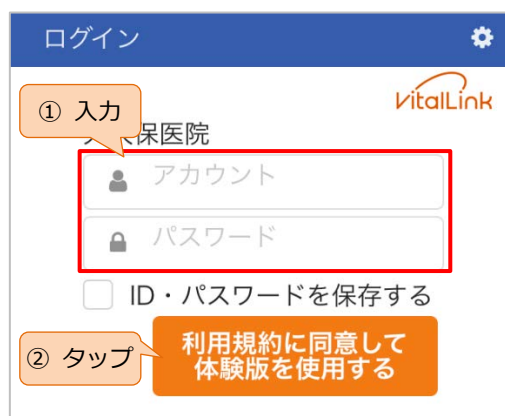 ログイン
VitalLink
① 入力
保医院
アカウント
パスワード
ID・パスワードを保存する
② タップ
利用規約に同意して
体験版を使用する